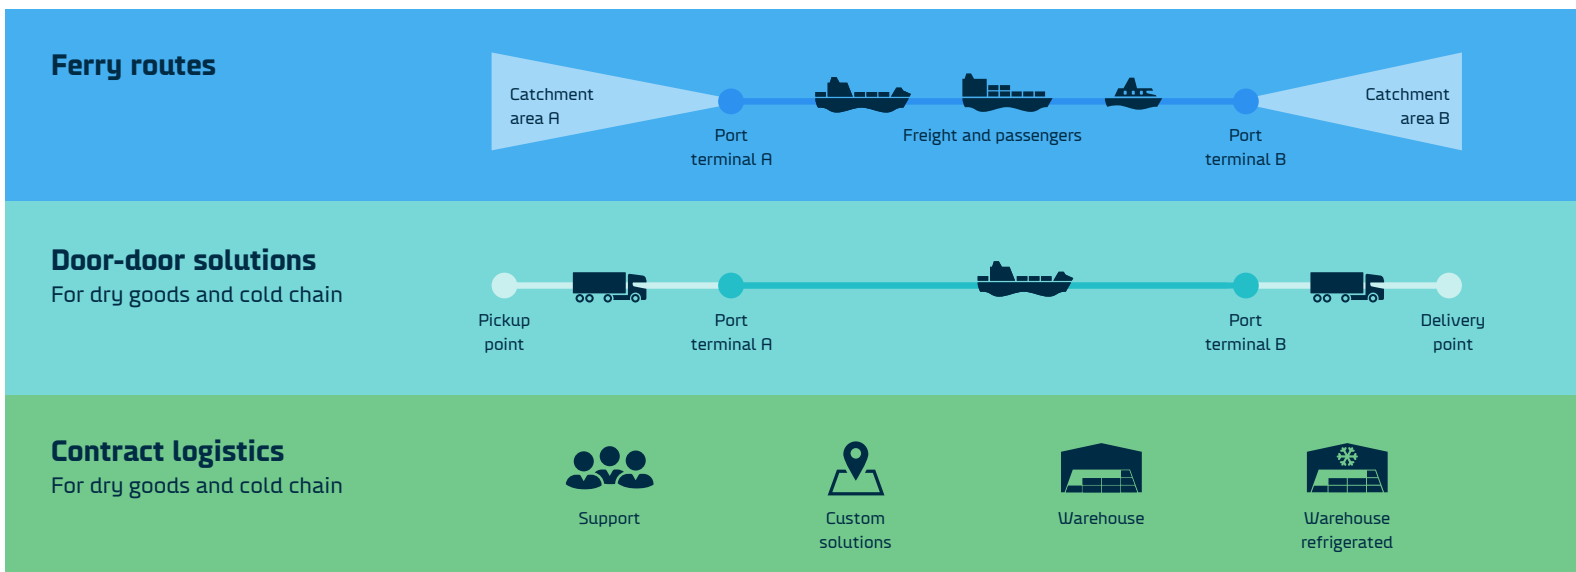 Ferry routes
Catchment
area A
Port
terminal A
Freight and passengers
Port
terminal B
Catchment
area B
Door-door solutions
For dry goods and cold chain
Pickup
point
Port
terminal A
Port
terminal B
Delivery
point
Contract logistics
For dry goods and cold chain
Support
Custom
solutions
Warehouse
Warehouse
refrigerated